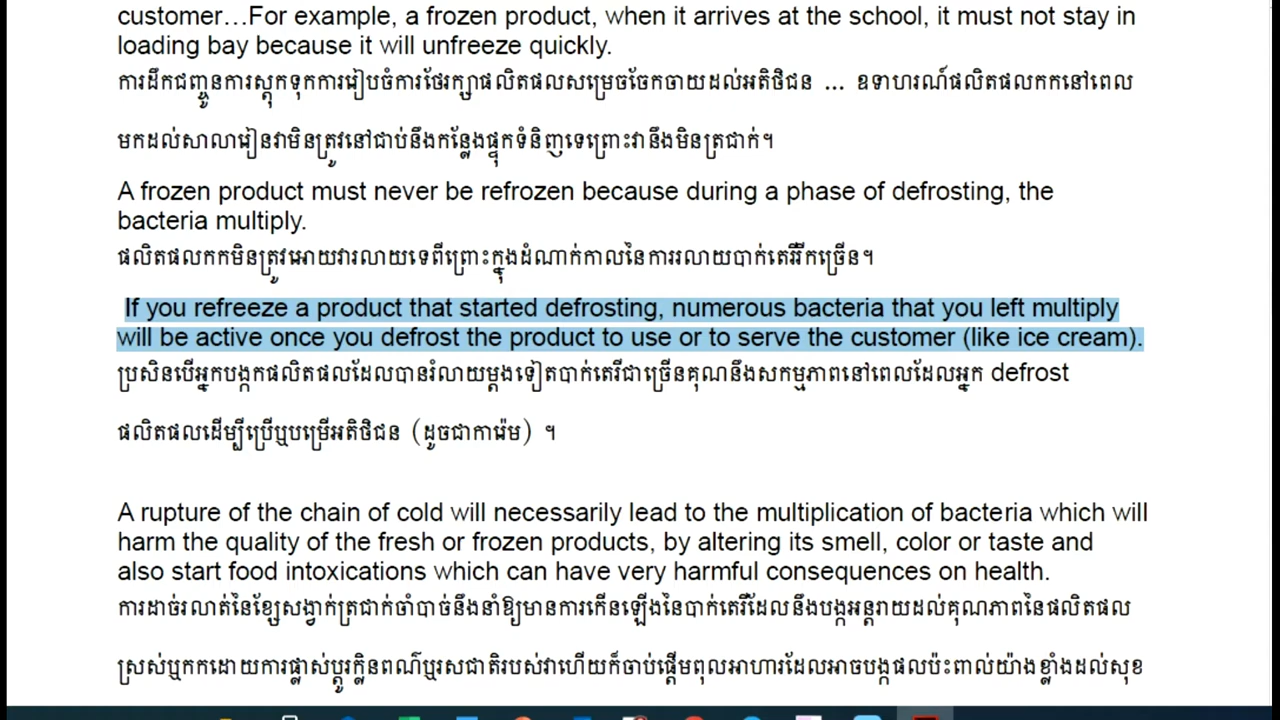 customer…For example, a frozen product, when it arrives at the school, it must not stay in
loading bay because it will unfreeze quickly.
ការដឹកជញ្ជូនការស្តុកទុកការរៀបចំការថែរក្សាផលិតផលសម្រេចចែកចាយដល់អតិថិជន ... ឧទាហរណ៍ផលិតផលកកនៅពេល
មកដល់សាលារៀនវាមិនត្រូវនៅជាប់នឹងកន្លែងផ្ទុកទំនិញទេព្រោះវានឹងមិនត្រជាក់។
A frozen product must never be refrozen because during a phase of defrosting, the
bacteria multiply.
ផលិតផលកកមិនត្រូវអោយវារលាយទេពីព្រោះក្នុងដំណាក់កាលនៃការរលាយបាក់តេរីរីកច្រើន។
If you refreeze a product that started defrosting, numerous bacteria that you left multiply
will be active once you defrost the product to use or to serve the customer (like ice cream).
ប្រសិនបើអ្នកបង្កកផលិតផលដែលបានរំលាយម្តងទៀតបាក់តេរីជាច្រើនគុណនឹងសកម្មភាពនៅពេលដែលអ្នក defrost
ផលិតផលដើម្បីប្រើឬបម្រើអតិថិជន (ដូចជាការ៉េម) ។
A rupture of the chain of cold will necessarily lead to the multiplication of bacteria which will
harm the quality of the fresh or frozen products, by altering its smell, color or taste and
also start food intoxications which can have very harmful consequences on health.
ការដាច់រលាត់នៃខ្សែសង្វាក់ត្រជាក់ចាំបាច់នឹងនាំឱ្យមានការកើនឡើងនៃបាក់តេរីដែលនឹងបង្កអន្តរាយដល់គុណភាពនៃផលិតផល
ស្រស់ឬកកដោយការផ្លាស់ប្តូរក្លិនពណ៌ឬរសជាតិរបស់វាហើយក៏ចាប់ផ្តើមពុលអាហារដែលអាចបង្កផលប៉ះពាល់យ៉ាងខ្លាំងដល់សុខ